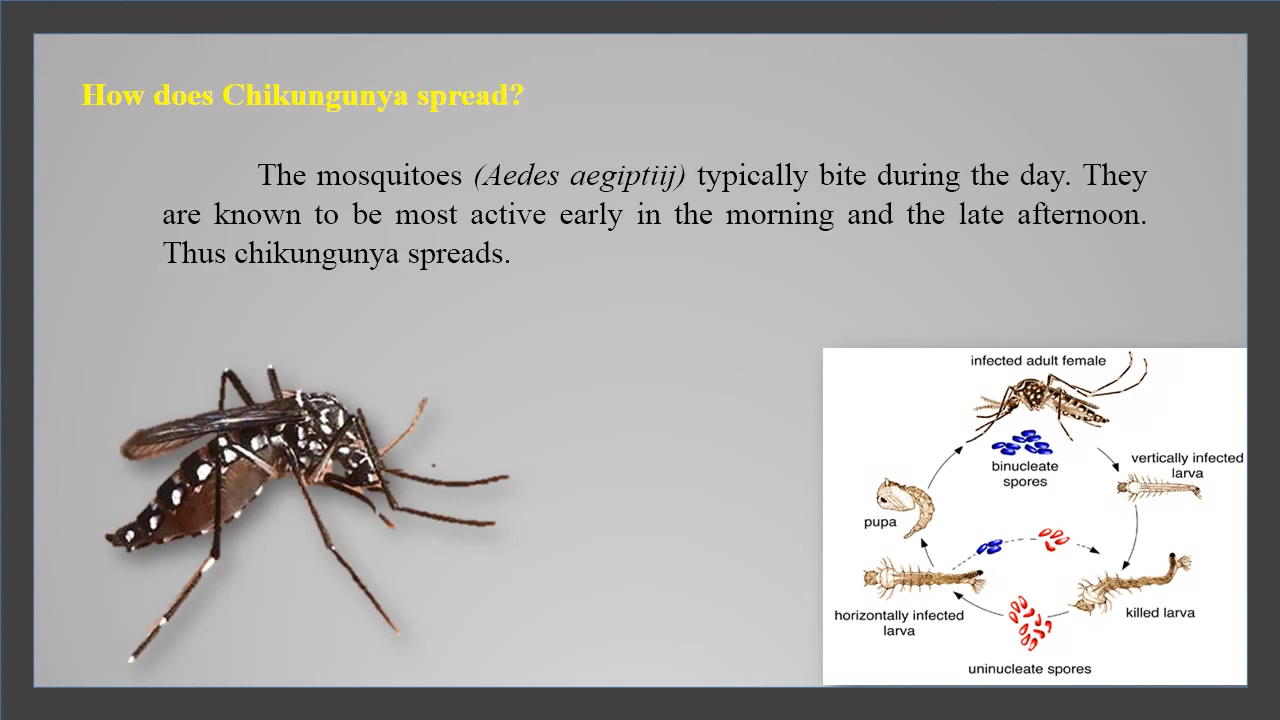 How does Chikungunya spread?
The mosquitoes (Aedes aegiptiij) typically bite during the day. They
are known to be most active early in the morning and the late afternoon.
Thus chikungunya spreads.
infected adult female
binucleate
spores
vertically infected
larva
pupa
horizontally infected
larva
killed larva
uninucleate spores